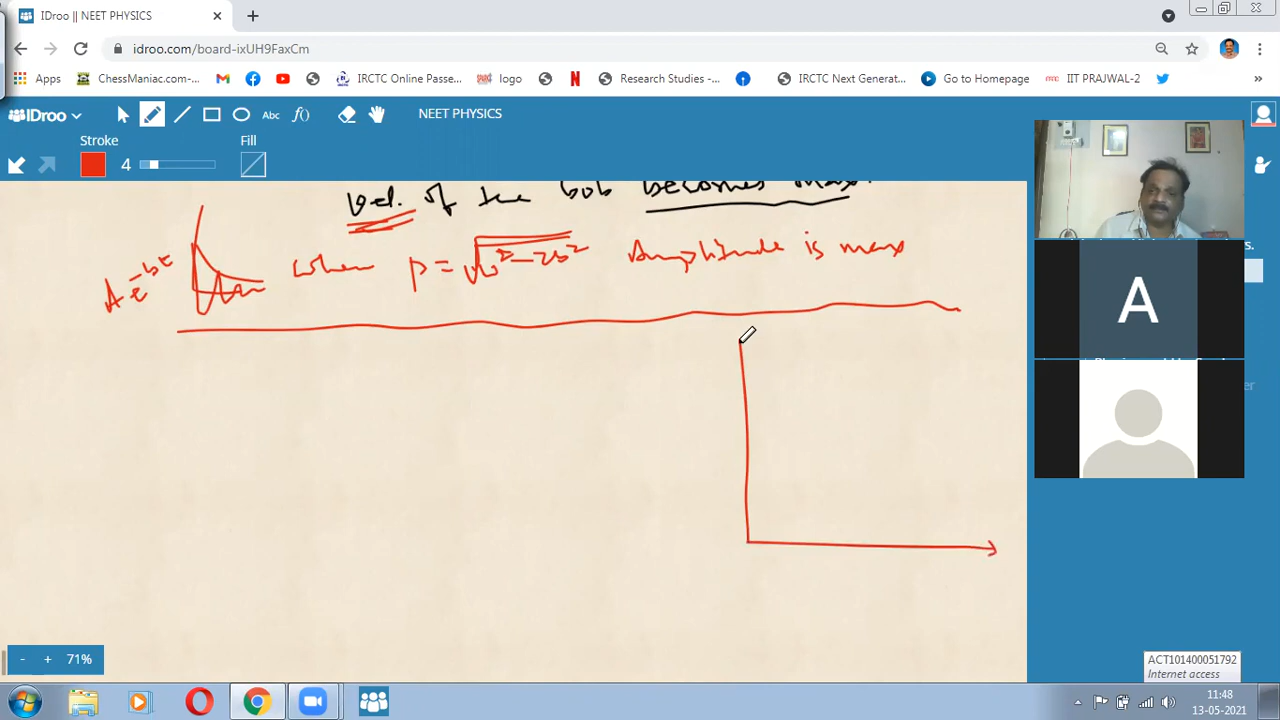 IDroo || NEET PHYSICS
idroo.com/board-ixUH9FaxCm
Apps ChessManiac.com-... IRCTC Online Passe... logo Research Studies -... IRCTC Next Generat... Go to Homepage IIT PRAJWAL-2 »
IDroo Abc f() NEET PHYSICS
Stroke Fill
4
Vel. of the bob becomes max.
A e^-bt when p = √ω²-2b² Amplitude is max
s.
A
er
- + 71%
ACT101400051792
Internet access
11:48
13-05-2021